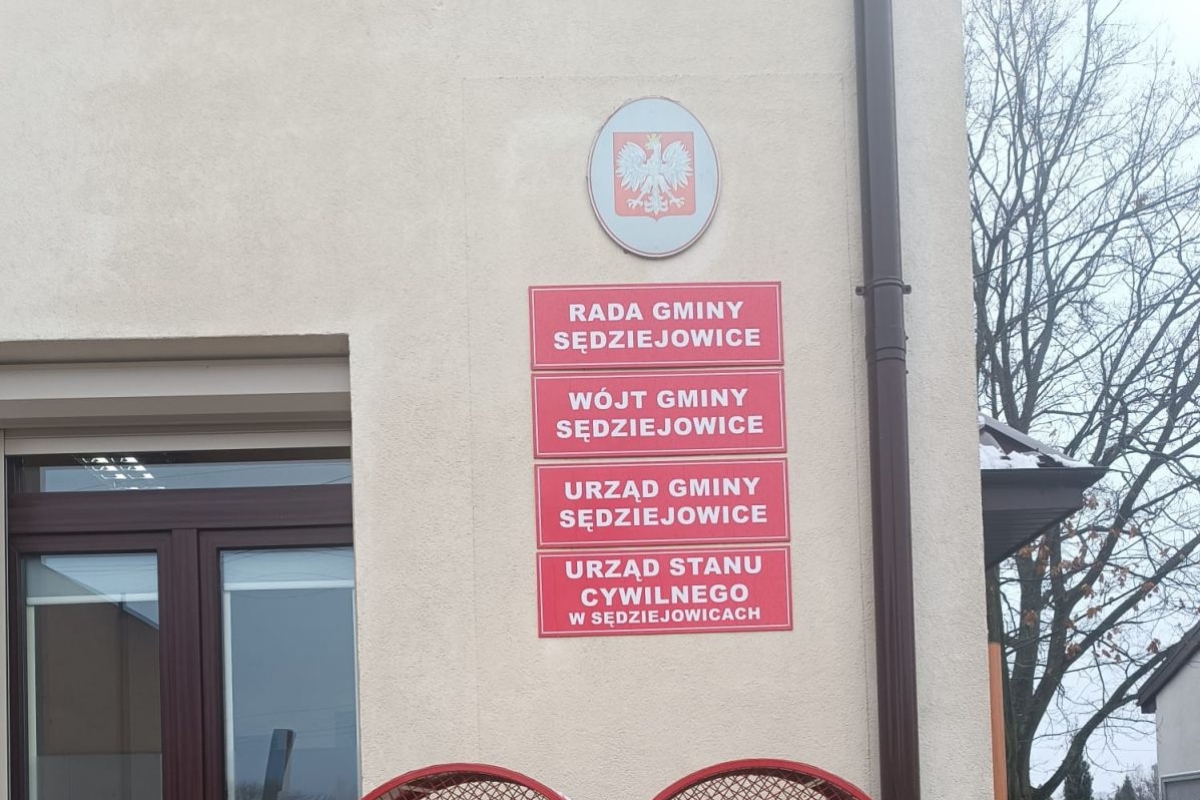 RADA GMINY
SĘDZIEJOWICE
WÓJT GMINY
SĘDZIEJOWICE
URZĄD GMINY
SĘDZIEJOWICE
URZĄD STANU
CYWILNEGO
W SĘDZIEJOWICACH